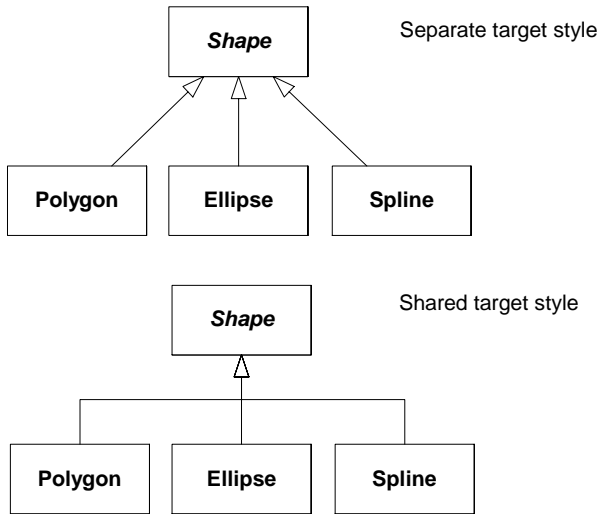 Shape
Separate target style
Polygon
Ellipse
Spline
Shape
Shared target style
Polygon
Ellipse
Spline